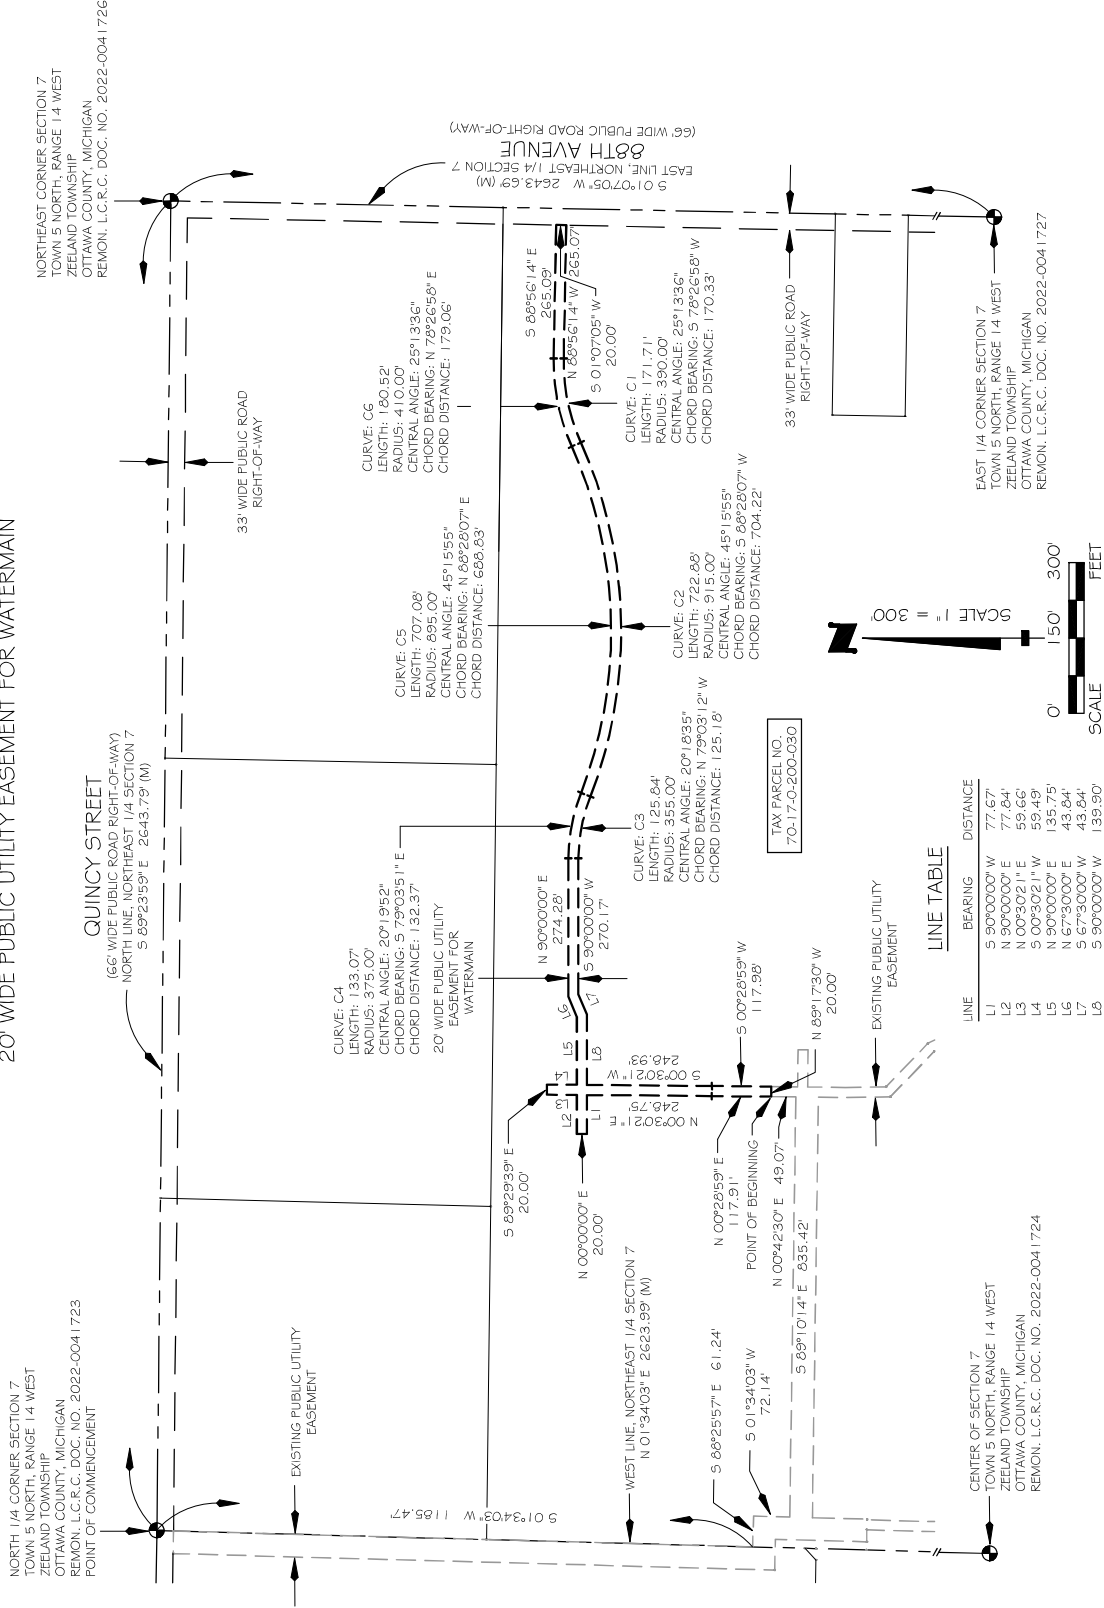 20' WIDE PUBLIC UTILITY EASEMENT FOR WATERMAIN
NORTH 1/4 CORNER SECTION 7
TOWN 5 NORTH, RANGE 14 WEST
ZEELAND TOWNSHIP
OTTAWA COUNTY, MICHIGAN
REMON. L.C.R.C. DOC. NO. 2022-0041723
POINT OF COMMENCEMENT
QUINCY STREET
(66' WIDE PUBLIC ROAD RIGHT-OF-WAY)
NORTH LINE, NORTHEAST 1/4 SECTION 7
S 89°23'59" E 2643.79' (M)
NORTHEAST CORNER SECTION 7
TOWN 5 NORTH, RANGE 14 WEST
ZEELAND TOWNSHIP
OTTAWA COUNTY, MICHIGAN
REMON. L.C.R.C. DOC. NO. 2022-0041726
33' WIDE PUBLIC ROAD
RIGHT-OF-WAY
EXISTING PUBLIC UTILITY
EASEMENT
CURVE: C4
LENGTH: 133.07'
RADIUS: 375.00'
CENTRAL ANGLE: 20°19'52"
CHORD BEARING: S 79°03'51" E
CHORD DISTANCE: 132.37'
20' WIDE PUBLIC UTILITY
EASEMENT FOR
WATERMAIN
CURVE: C5
LENGTH: 707.08'
RADIUS: 895.00'
CENTRAL ANGLE: 45°15'55"
CHORD BEARING: N 88°28'07" E
CHORD DISTANCE: 688.83'
CURVE: C6
LENGTH: 180.52'
RADIUS: 410.00'
CENTRAL ANGLE: 25°13'36"
CHORD BEARING: N 78°26'58" E
CHORD DISTANCE: 179.06'
(66' WIDE PUBLIC ROAD RIGHT-OF-WAY)
88TH AVENUE
EAST LINE, NORTHEAST 1/4 SECTION 7
S 01°07'05" W 2643.69' (M)
S 01°34'03" W 1185.47'
S 89°29'39" E
20.00'
N 00°00'00" E
20.00'
L2
L3
L4
L5
L6
L1
L8
L7
N 90°00'00" E
274.28'
S 90°00'00" W
270.17'
S 88°56'14" E
265.09'
N 88°56'14" W 265.07'
S 01°07'05" W
20.00'
N 00°30'21" E
248.75'
S 00°30'21" W
248.93'
CURVE: C3
LENGTH: 125.84'
RADIUS: 355.00'
CENTRAL ANGLE: 20°18'35"
CHORD BEARING: N 79°03'12" W
CHORD DISTANCE: 125.18'
CURVE: C2
LENGTH: 722.88'
RADIUS: 915.00'
CENTRAL ANGLE: 45°15'55"
CHORD BEARING: S 88°28'07" W
CHORD DISTANCE: 704.22'
CURVE: C1
LENGTH: 171.71'
RADIUS: 390.00'
CENTRAL ANGLE: 25°13'36"
CHORD BEARING: S 78°26'58" W
CHORD DISTANCE: 170.33'
WEST LINE, NORTHEAST 1/4 SECTION 7
N 01°34'03" E 2623.99' (M)
S 88°25'57" E 61.24'
S 01°34'03" W
72.14'
N 00°28'59" E
117.91'
POINT OF BEGINNING
N 00°42'30" E 49.07'
S 89°10'14" E 835.42'
S 00°28'59" W
117.98'
N 89°17'30" W
20.00'
TAX PARCEL NO.
70-17-0-200-030
33' WIDE PUBLIC ROAD
RIGHT-OF-WAY
EXISTING PUBLIC UTILITY
EASEMENT
CENTER OF SECTION 7
TOWN 5 NORTH, RANGE 14 WEST
ZEELAND TOWNSHIP
OTTAWA COUNTY, MICHIGAN
REMON. L.C.R.C. DOC. NO. 2022-0041724
LINE TABLE
LINE BEARING DISTANCE
L1 S 90°00'00" W 77.67'
L2 N 90°00'00" E 77.84'
L3 N 00°30'21" E 59.66'
L4 S 00°30'21" W 59.49'
L5 N 90°00'00" E 135.75'
L6 N 67°30'00" E 43.84'
L7 S 67°30'00" W 43.84'
L8 S 90°00'00" W 139.90'
N
SCALE 1" = 300'
0' 150' 300'
SCALE FEET
EAST 1/4 CORNER SECTION 7
TOWN 5 NORTH, RANGE 14 WEST
ZEELAND TOWNSHIP
OTTAWA COUNTY, MICHIGAN
REMON. L.C.R.C. DOC. NO. 2022-0041727